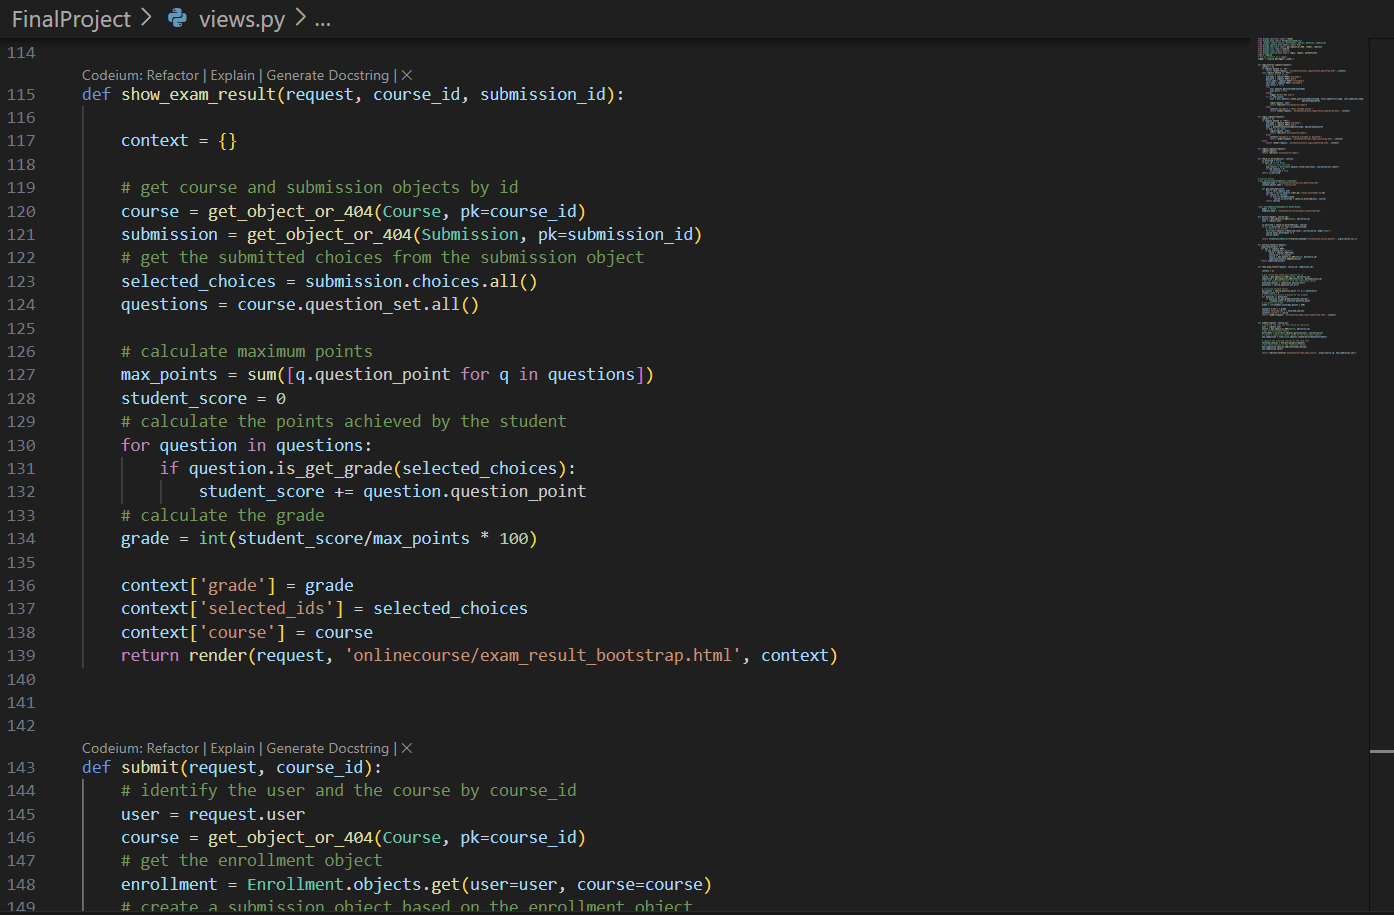 FinalProject > views.py > ...
114
Codeium: Refactor | Explain | Generate Docstring | ×
115 def show_exam_result(request, course_id, submission_id):
116
117 context = {}
118
119 # get course and submission objects by id
120 course = get_object_or_404(Course, pk=course_id)
121 submission = get_object_or_404(Submission, pk=submission_id)
122 # get the submitted choices from the submission object
123 selected_choices = submission.choices.all()
124 questions = course.question_set.all()
125
126 # calculate maximum points
127 max_points = sum([q.question_point for q in questions])
128 student_score = 0
129 # calculate the points achieved by the student
130 for question in questions:
131 if question.is_get_grade(selected_choices):
132 student_score += question.question_point
133 # calculate the grade
134 grade = int(student_score/max_points * 100)
135
136 context['grade'] = grade
137 context['selected_ids'] = selected_choices
138 context['course'] = course
139 return render(request, 'onlinecourse/exam_result_bootstrap.html', context)
140
141
142
Codeium: Refactor | Explain | Generate Docstring | ×
143 def submit(request, course_id):
144 # identify the user and the course by course_id
145 user = request.user
146 course = get_object_or_404(Course, pk=course_id)
147 # get the enrollment object
148 enrollment = Enrollment.objects.get(user=user, course=course)
149 # create a submission object based on the enrollment object